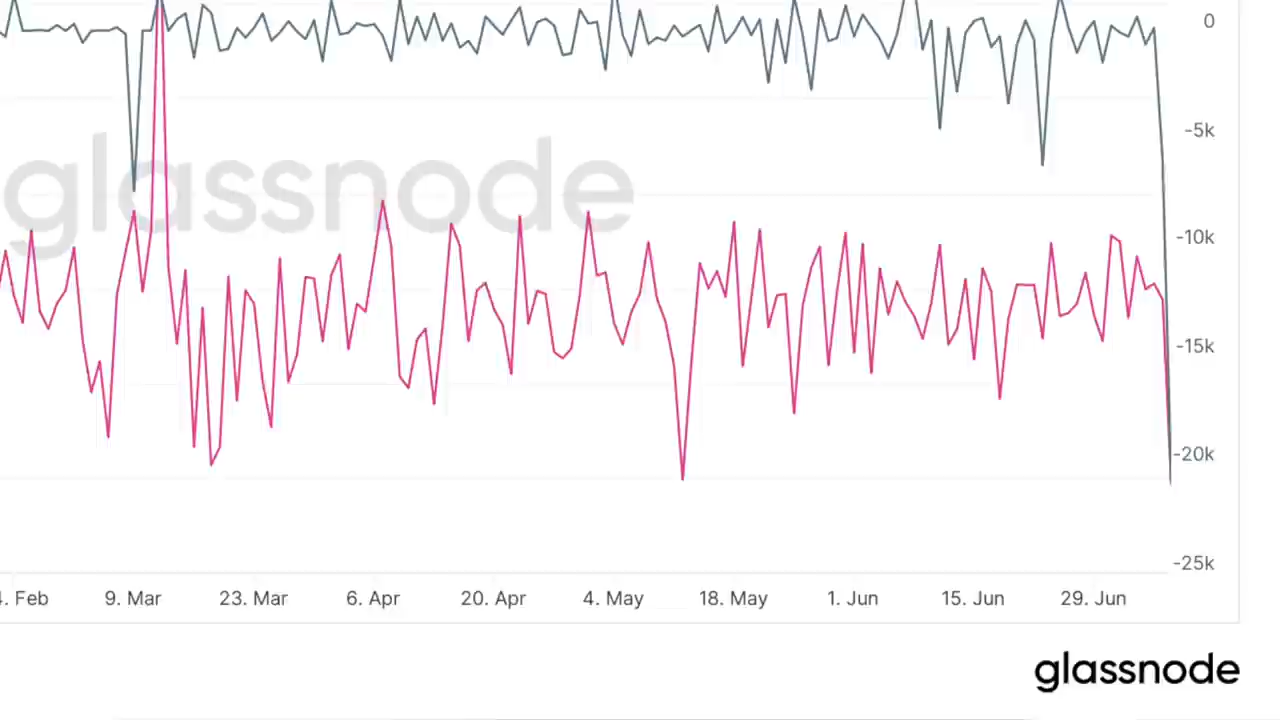 0
-5k
glassnode
-10k
-15k
-20k
-25k
4. Feb 9. Mar 23. Mar 6. Apr 20. Apr 4. May 18. May 1. Jun 15. Jun 29. Jun
glassnode